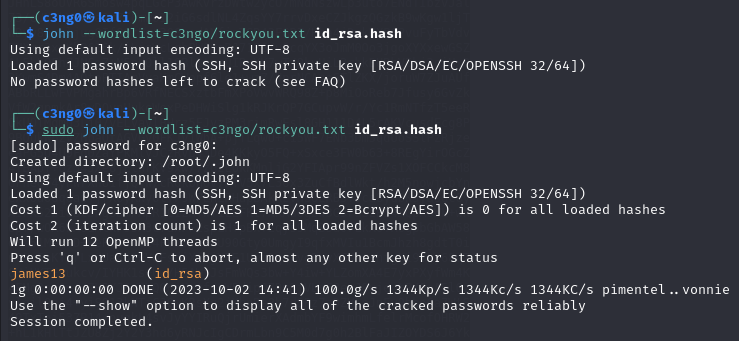 ┌──(c3ng0㉿kali)-[~]
└─$ john --wordlist=c3ngo/rockyou.txt id_rsa.hash
Using default input encoding: UTF-8
Loaded 1 password hash (SSH, SSH private key [RSA/DSA/EC/OPENSSH 32/64])
No password hashes left to crack (see FAQ)
┌──(c3ng0㉿kali)-[~]
└─$ sudo john --wordlist=c3ngo/rockyou.txt id_rsa.hash
[sudo] password for c3ng0:
Created directory: /root/.john
Using default input encoding: UTF-8
Loaded 1 password hash (SSH, SSH private key [RSA/DSA/EC/OPENSSH 32/64])
Cost 1 (KDF/cipher [0=MD5/AES 1=MD5/3DES 2=Bcrypt/AES]) is 0 for all loaded hashes
Cost 2 (iteration count) is 1 for all loaded hashes
Will run 12 OpenMP threads
Press 'q' or Ctrl-C to abort, almost any other key for status
james13          (id_rsa)
1g 0:00:00:00 DONE (2023-10-02 14:41) 100.0g/s 1344Kp/s 1344Kc/s 1344KC/s pimentel..vonnie
Use the "--show" option to display all of the cracked passwords reliably
Session completed.